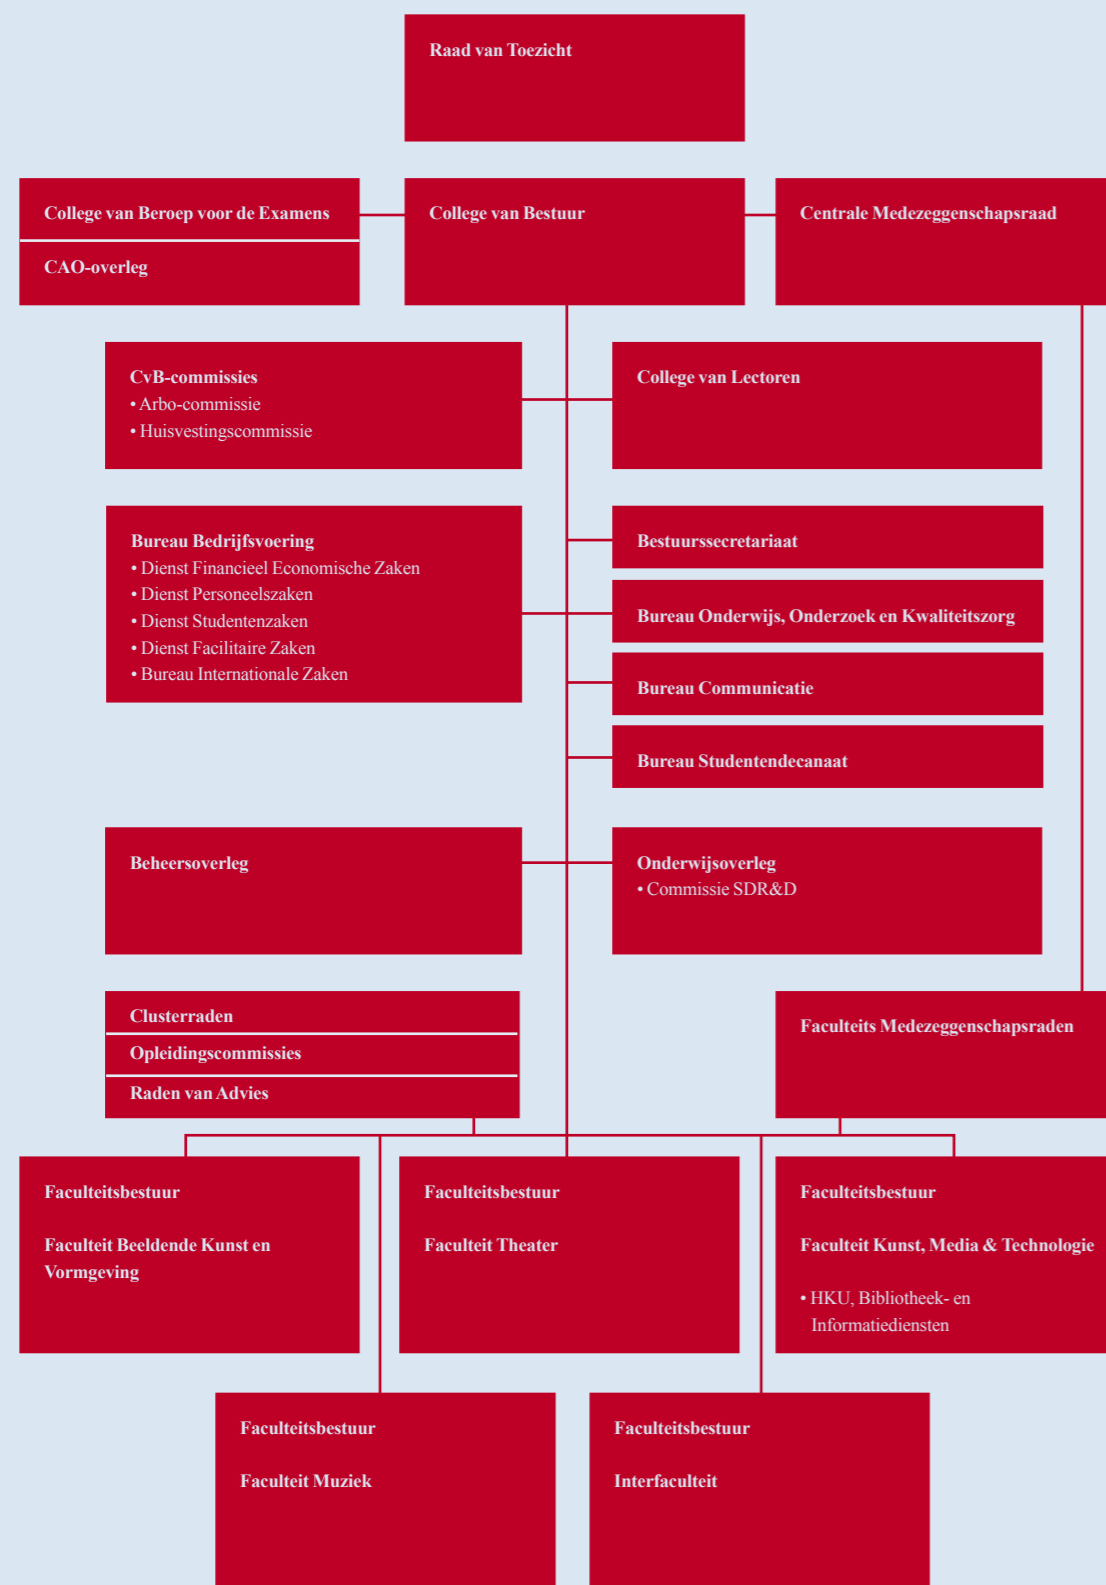 Raad van Toezicht
College van Beroep voor de Examens
CAO-overleg
College van Bestuur
Centrale Medezeggenschapsraad
CvB-commissies
• Arbo-commissie
• Huisvestingscommissie
College van Lectoren
Bureau Bedrijfsvoering
• Dienst Financieel Economische Zaken
• Dienst Personeelszaken
• Dienst Studentenzaken
• Dienst Facilitaire Zaken
• Bureau Internationale Zaken
Bestuurssecretariaat
Bureau Onderwijs, Onderzoek en Kwaliteitszorg
Bureau Communicatie
Bureau Studentendecanaat
Beheersoverleg
Onderwijsoverleg
• Commissie SDR&D
Clusterraden
Opleidingscommissies
Raden van Advies
Faculteits Medezeggenschapsraden
Faculteitsbestuur
Faculteit Beeldende Kunst en
Vormgeving
Faculteitsbestuur
Faculteit Theater
Faculteitsbestuur
Faculteit Kunst, Media & Technologie
• HKU, Bibliotheek- en
Informatiediensten
Faculteitsbestuur
Faculteit Muziek
Faculteitsbestuur
Interfaculteit